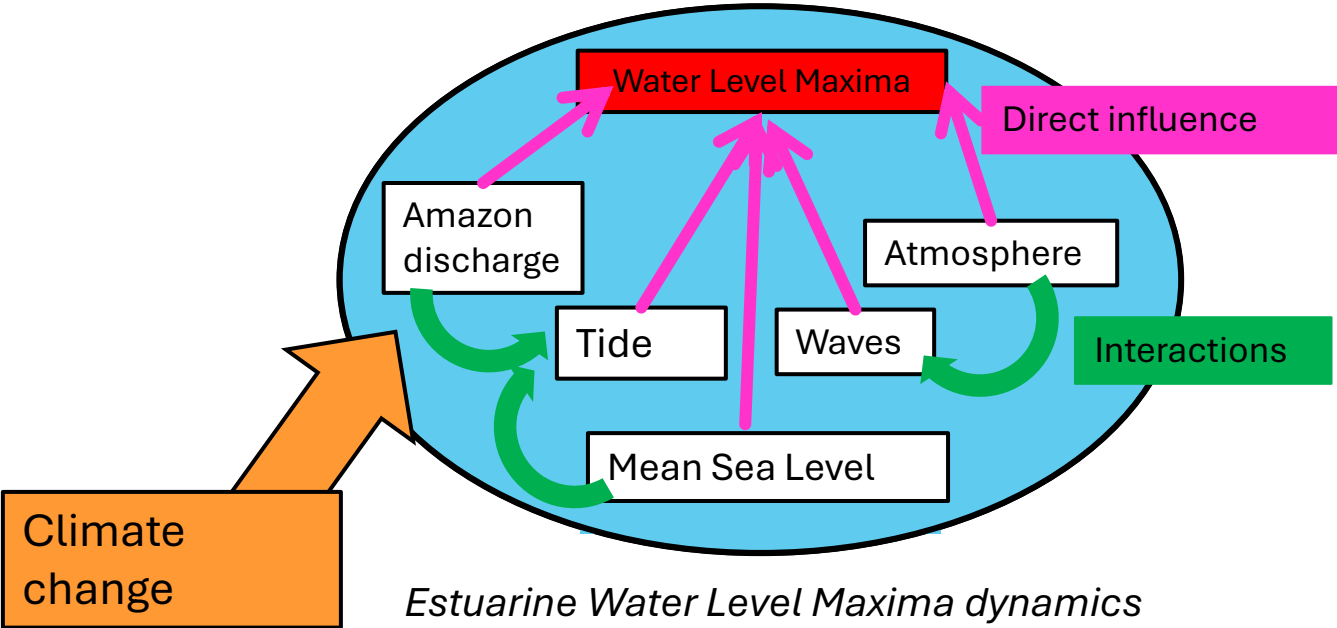 Water Level Maxima
Direct influence
Amazon
discharge
Atmosphere
Tide
Waves
Interactions
Mean Sea Level
Climate
change
Estuarine Water Level Maxima dynamics